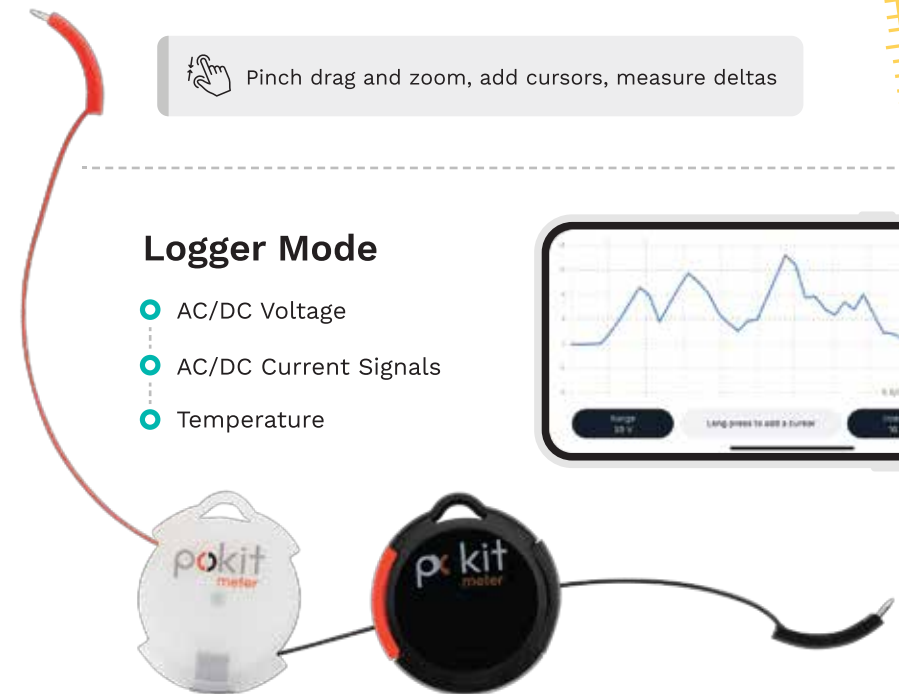 Pinch drag and zoom, add cursors, measure deltas
Logger Mode
AC/DC Voltage
AC/DC Current Signals
Temperature
Range
Long press to add a cursor
pokit
meter
pokit
meter